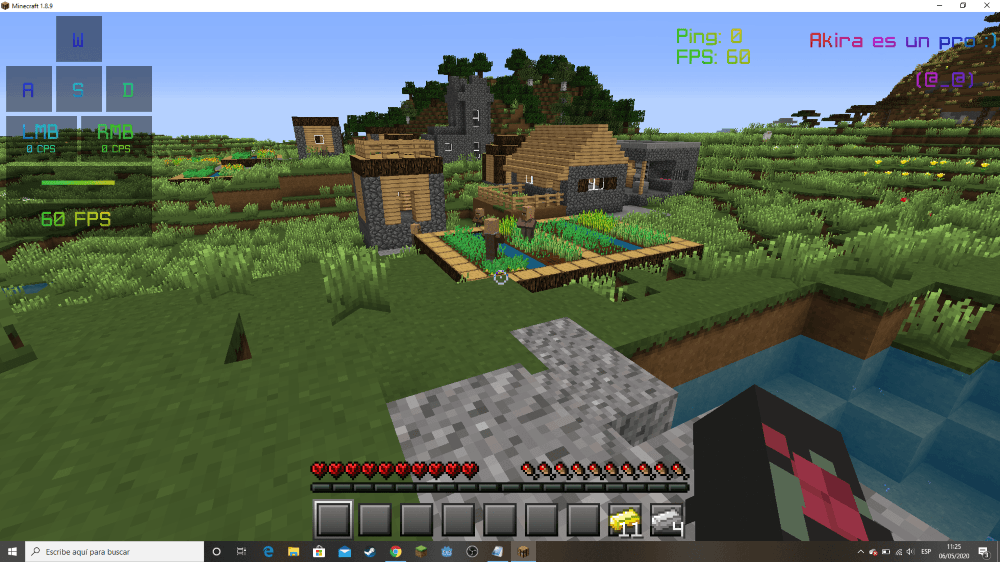 Minecraft 1.8.9
W
A S D
LMB RMB
0 CPS 0 CPS
60 FPS
Ping: 0
FPS: 60
Akira es un pro :)
(@_@)
11 4
Escribe aquí para buscar
ESP
11:25
06/05/2020
3